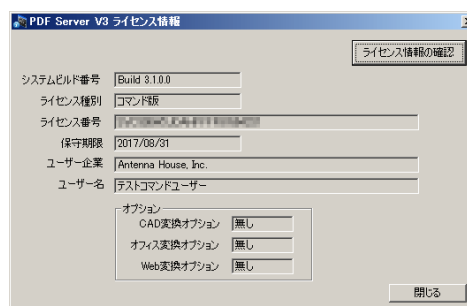 PDF Server V3 ライセンス情報
ライセンス情報の確認
システムビルド番号 Build 3.1.0.0
ライセンス種別 コマンド版
ライセンス番号
保守期限 2017/08/31
ユーザー企業 Antenna House, Inc.
ユーザー名 テストコマンドユーザー
オプション
CAD変換オプション 無し
オフィス変換オプション 無し
Web変換オプション 無し
閉じる